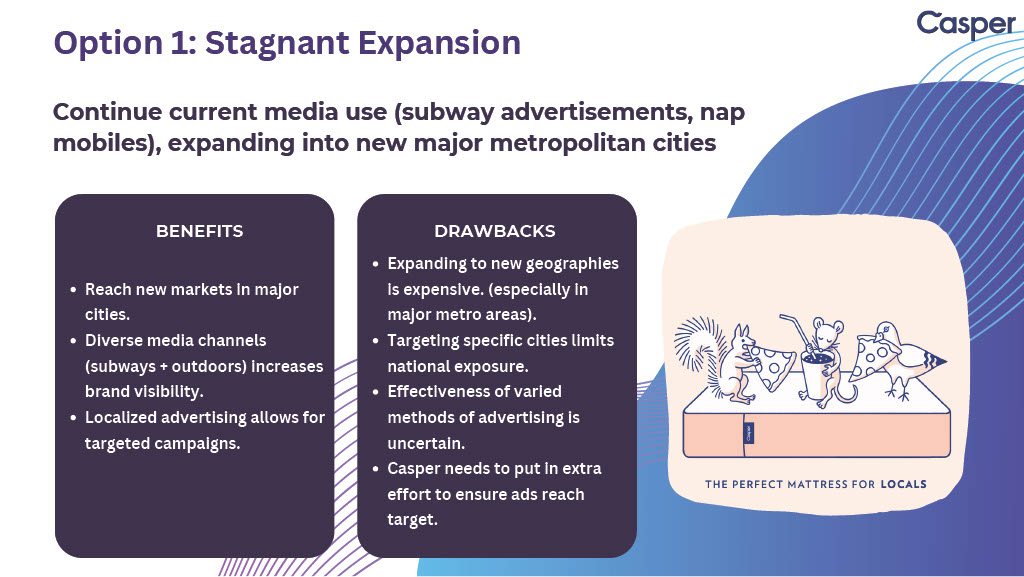 Casper
Option 1: Stagnant Expansion
Continue current media use (subway advertisements, nap
mobiles), expanding into new major metropolitan cities
BENEFITS
• Reach new markets in major
cities.
• Diverse media channels
(subways + outdoors) increases
brand visibility.
• Localized advertising allows for
targeted campaigns.
DRAWBACKS
• Expanding to new geographies
is expensive. (especially in
major metro areas).
• Targeting specific cities limits
national exposure.
• Effectiveness of varied
methods of advertising is
uncertain.
• Casper needs to put in extra
effort to ensure ads reach
target.
Casper
THE PERFECT MATTRESS FOR LOCALS